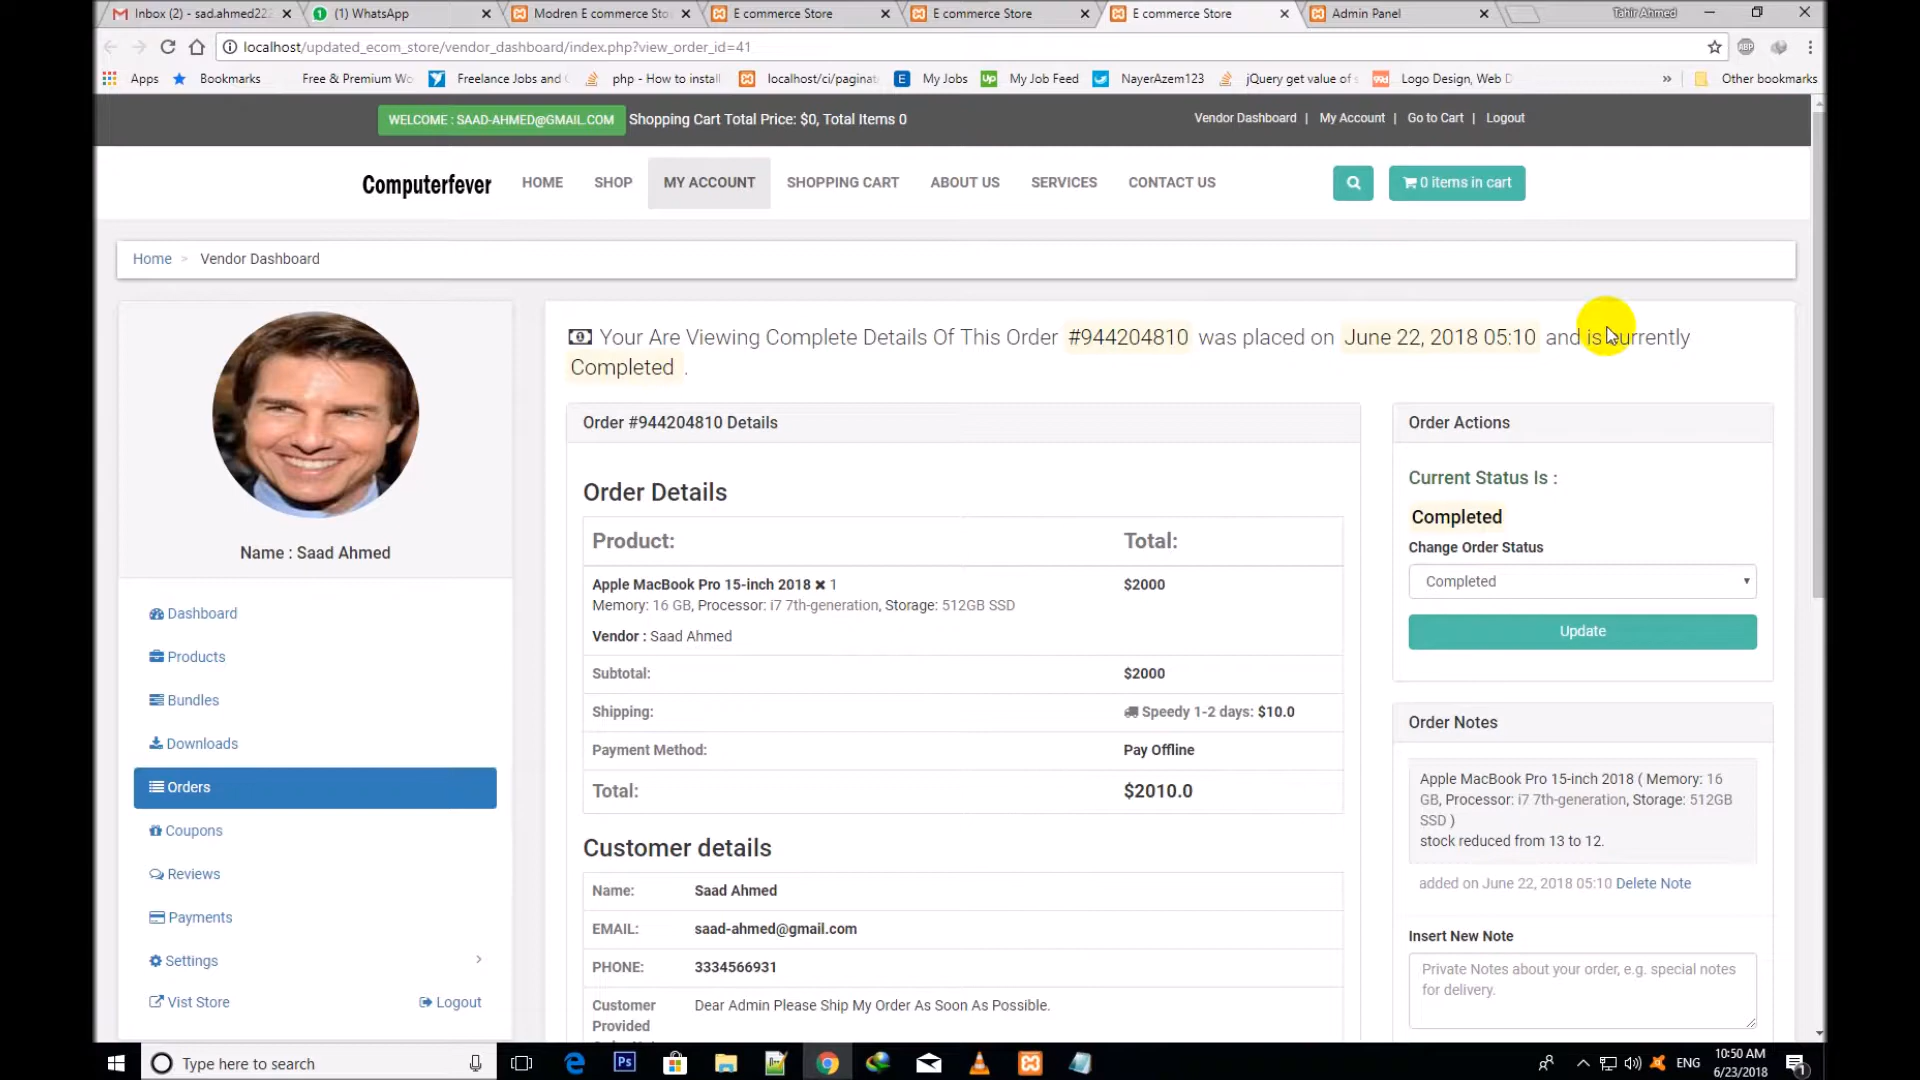 Inbox (2) - sad.ahmed222
(1) WhatsApp
Modren E commerce Sto
E commerce Store
E commerce Store
E commerce Store
Admin Panel
Tahir Ahmed
localhost/updated_ecom_store/vendor_dashboard/index.php?view_order_id=41
ABP
Apps
Bookmarks
Free & Premium Wo
Freelance Jobs and
php - How to install
localhost/ci/paginat
My Jobs
My Job Feed
NayerAzem123
jQuery get value of s
Logo Design, Web D
»
Other bookmarks
WELCOME : SAAD-AHMED@GMAIL.COM
Shopping Cart Total Price: $0, Total Items 0
Vendor Dashboard | My Account | Go to Cart | Logout
Computerfever
HOME
SHOP
MY ACCOUNT
SHOPPING CART
ABOUT US
SERVICES
CONTACT US
0 items in cart
Home > Vendor Dashboard
Name : Saad Ahmed
Dashboard
Products
Bundles
Downloads
Orders
Coupons
Reviews
Payments
Settings
Vist Store
Logout
Your Are Viewing Complete Details Of This Order #944204810 was placed on June 22, 2018 05:10 and is currently
Completed .
Order #944204810 Details
Order Details
Product: Total:
Apple MacBook Pro 15-inch 2018 ✖ 1 $2000
Memory: 16 GB, Processor: i7 7th-generation, Storage: 512GB SSD
Vendor : Saad Ahmed
Subtotal: $2000
Shipping: Speedy 1-2 days: $10.0
Payment Method: Pay Offline
Total: $2010.0
Customer details
Name: Saad Ahmed
EMAIL: saad-ahmed@gmail.com
PHONE: 3334566931
Customer Dear Admin Please Ship My Order As Soon As Possible.
Provided
Order Actions
Current Status Is :
Completed
Change Order Status
Completed
Update
Order Notes
Apple MacBook Pro 15-inch 2018 ( Memory: 16
GB, Processor: i7 7th-generation, Storage: 512GB
SSD )
stock reduced from 13 to 12.
added on June 22, 2018 05:10 Delete Note
Insert New Note
Private Notes about your order, e.g. special notes
for delivery.
Type here to search
Ps
ENG
10:50 AM
6/23/2018
1